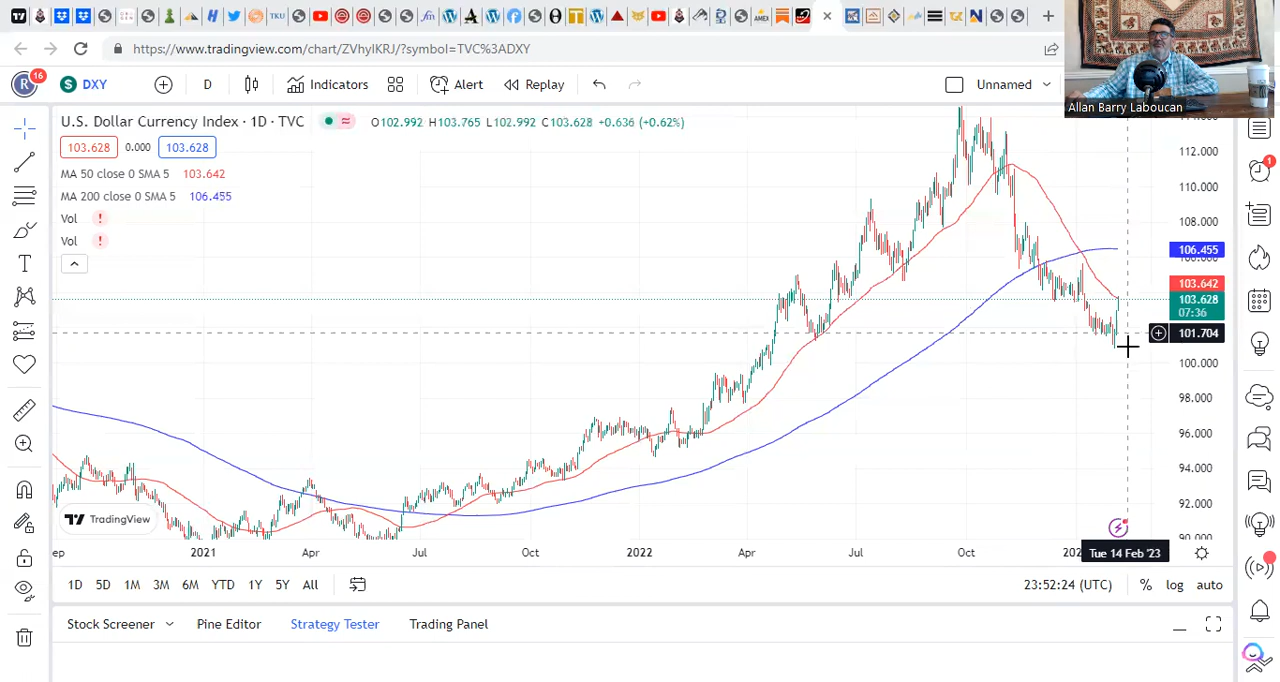 https://www.tradingview.com/chart/ZVhyIKRJ/?symbol=TVC%3ADXY
Allan Barry Laboucan
R 16 S DXY D Indicators Alert Replay Unnamed
U.S. Dollar Currency Index · 1D · TVC O102.992 H103.765 L102.992 C103.628 +0.636 (+0.62%)
103.628 0.000 103.628
MA 50 close 0 SMA 5 103.642
MA 200 close 0 SMA 5 106.455
Vol !
Vol !
112.000
110.000
108.000
106.455
103.642
103.628
07:36
101.704
100.000
98.000
96.000
94.000
92.000
90.000
TradingView
2021 Apr Jul Oct 2022 Apr Jul Oct Tue 14 Feb '23
1D 5D 1M 3M 6M YTD 1Y 5Y All 23:52:24 (UTC) % log auto
Stock Screener Pine Editor Strategy Tester Trading Panel